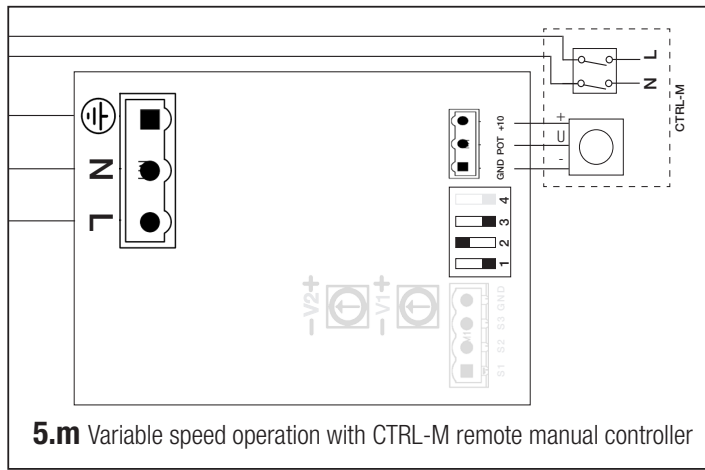 L
N
CTRL-M
N
L
+10
POT
GND
+
U
-
4
3
2
1
- V2 +
- V1 +
GND
S3
S2
S1
M1
5.m Variable speed operation with CTRL-M remote manual controller